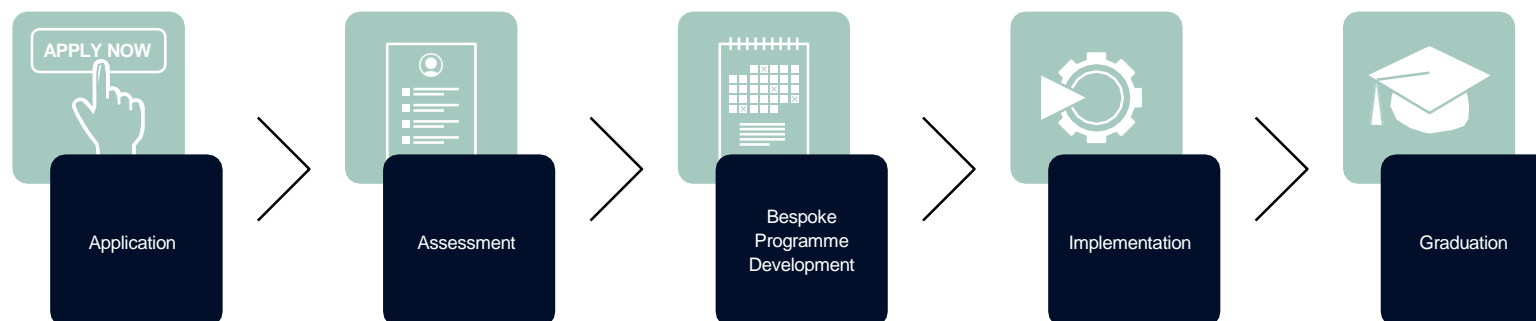 APPLY NOW
Application
Assessment
Bespoke
Programme
Development
Implementation
Graduation